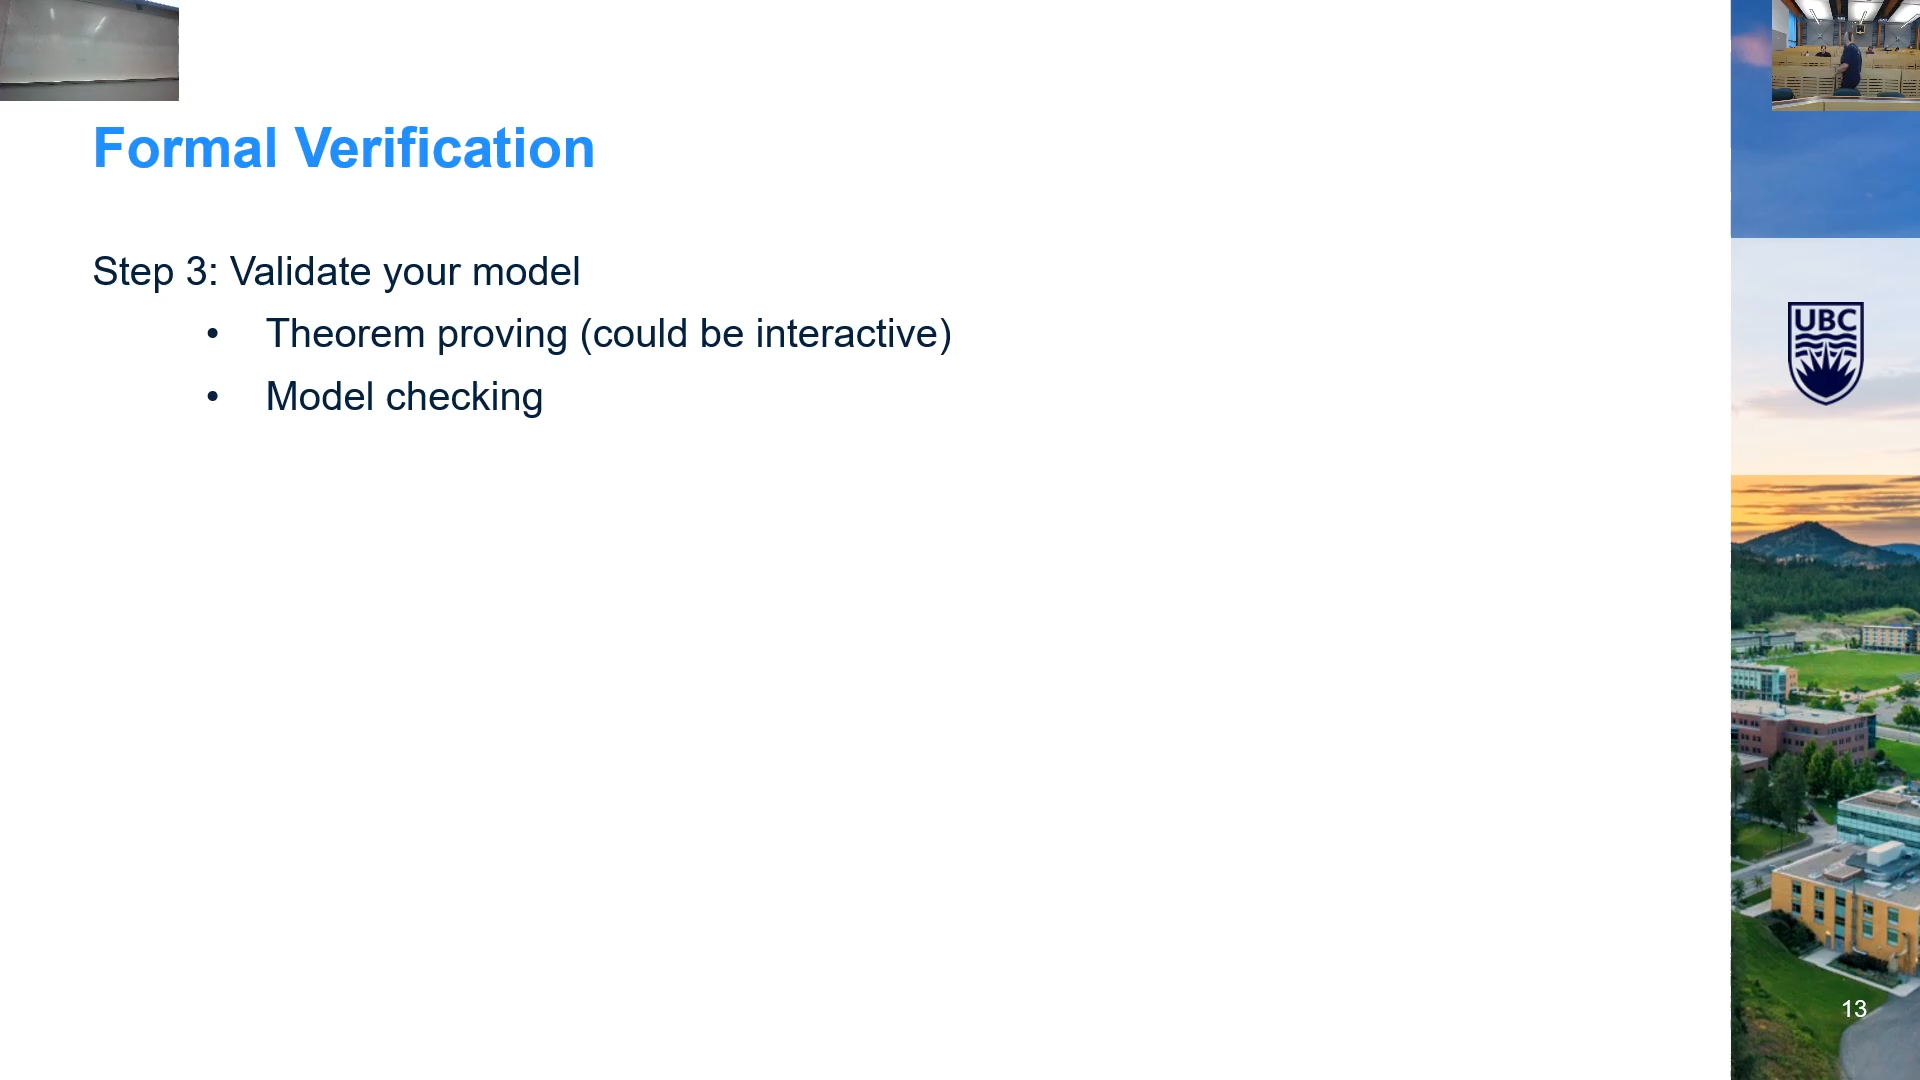 Formal Verification
Step 3: Validate your model
• Theorem proving (could be interactive)
• Model checking
UBC
13